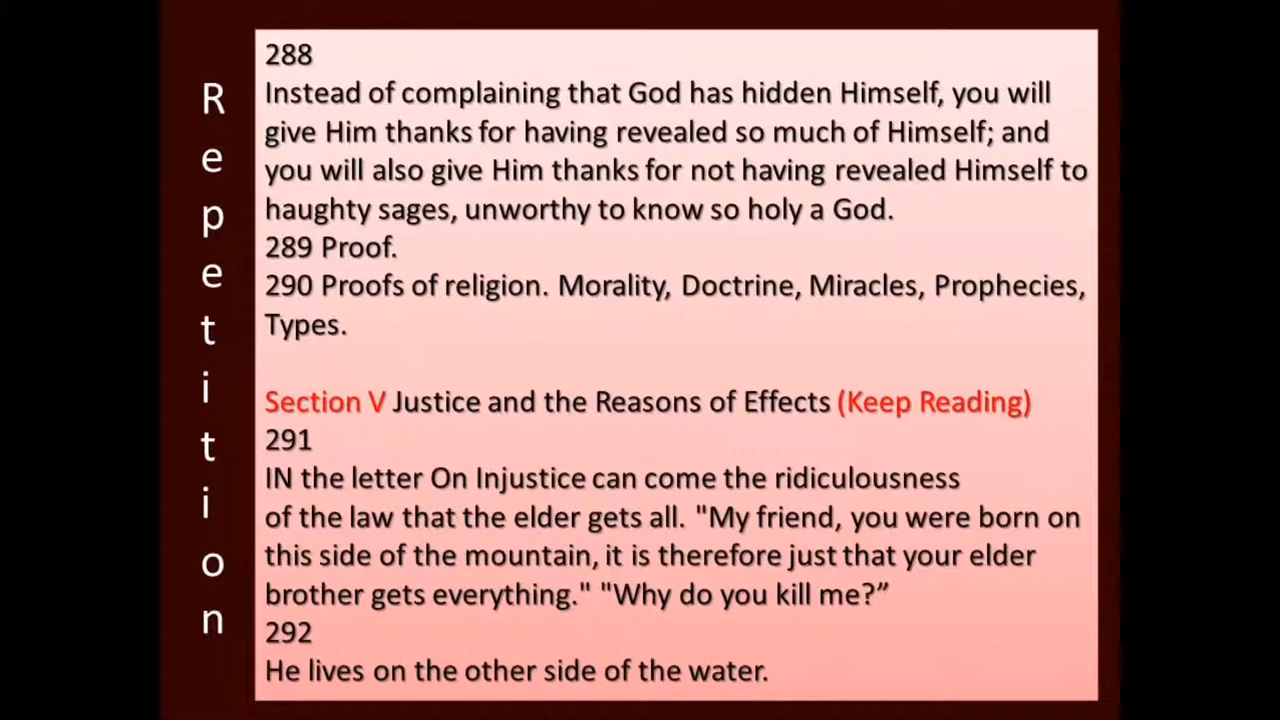 Repetition
288
Instead of complaining that God has hidden Himself, you will
give Him thanks for having revealed so much of Himself; and
you will also give Him thanks for not having revealed Himself to
haughty sages, unworthy to know so holy a God.
289 Proof.
290 Proofs of religion. Morality, Doctrine, Miracles, Prophecies,
Types.
Section V Justice and the Reasons of Effects (Keep Reading)
291
IN the letter On Injustice can come the ridiculousness
of the law that the elder gets all. "My friend, you were born on
this side of the mountain, it is therefore just that your elder
brother gets everything." "Why do you kill me?”
292
He lives on the other side of the water.